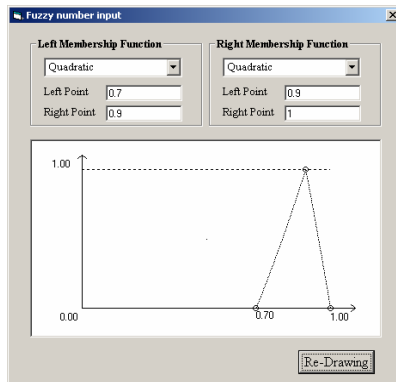 Fuzzy number input
Left Membership Function
Quadratic
Left Point 0.7
Right Point 0.9
Right Membership Function
Quadratic
Left Point 0.9
Right Point 1
1.00
0.00 0.70 1.00
Re-Drawing